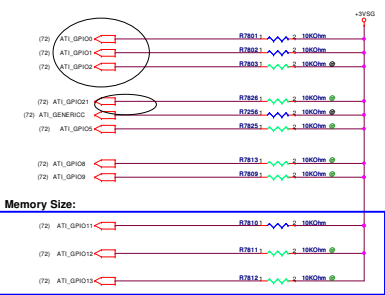 +3VSG
(72) ATI_GPIO0 R7801 1 2 10KOhm
(72) ATI_GPIO1 R7802 1 2 10KOhm
(72) ATI_GPIO2 R7803 1 2 10KOhm @
(72) ATI_GPIO21 R7826 1 2 10KOhm @
(72) ATI_GENERICC R7256 1 2 10KOhm @
(72) ATI_GPIO5 R7825 1 2 10KOhm @
(72) ATI_GPIO8 R7813 1 2 10KOhm @
(72) ATI_GPIO9 R7809 1 2 10KOhm @
Memory Size:
(72) ATI_GPIO11 R7810 1 2 10KOhm
(72) ATI_GPIO12 R7811 1 2 10KOhm @
(72) ATI_GPIO13 R7812 1 2 10KOhm @